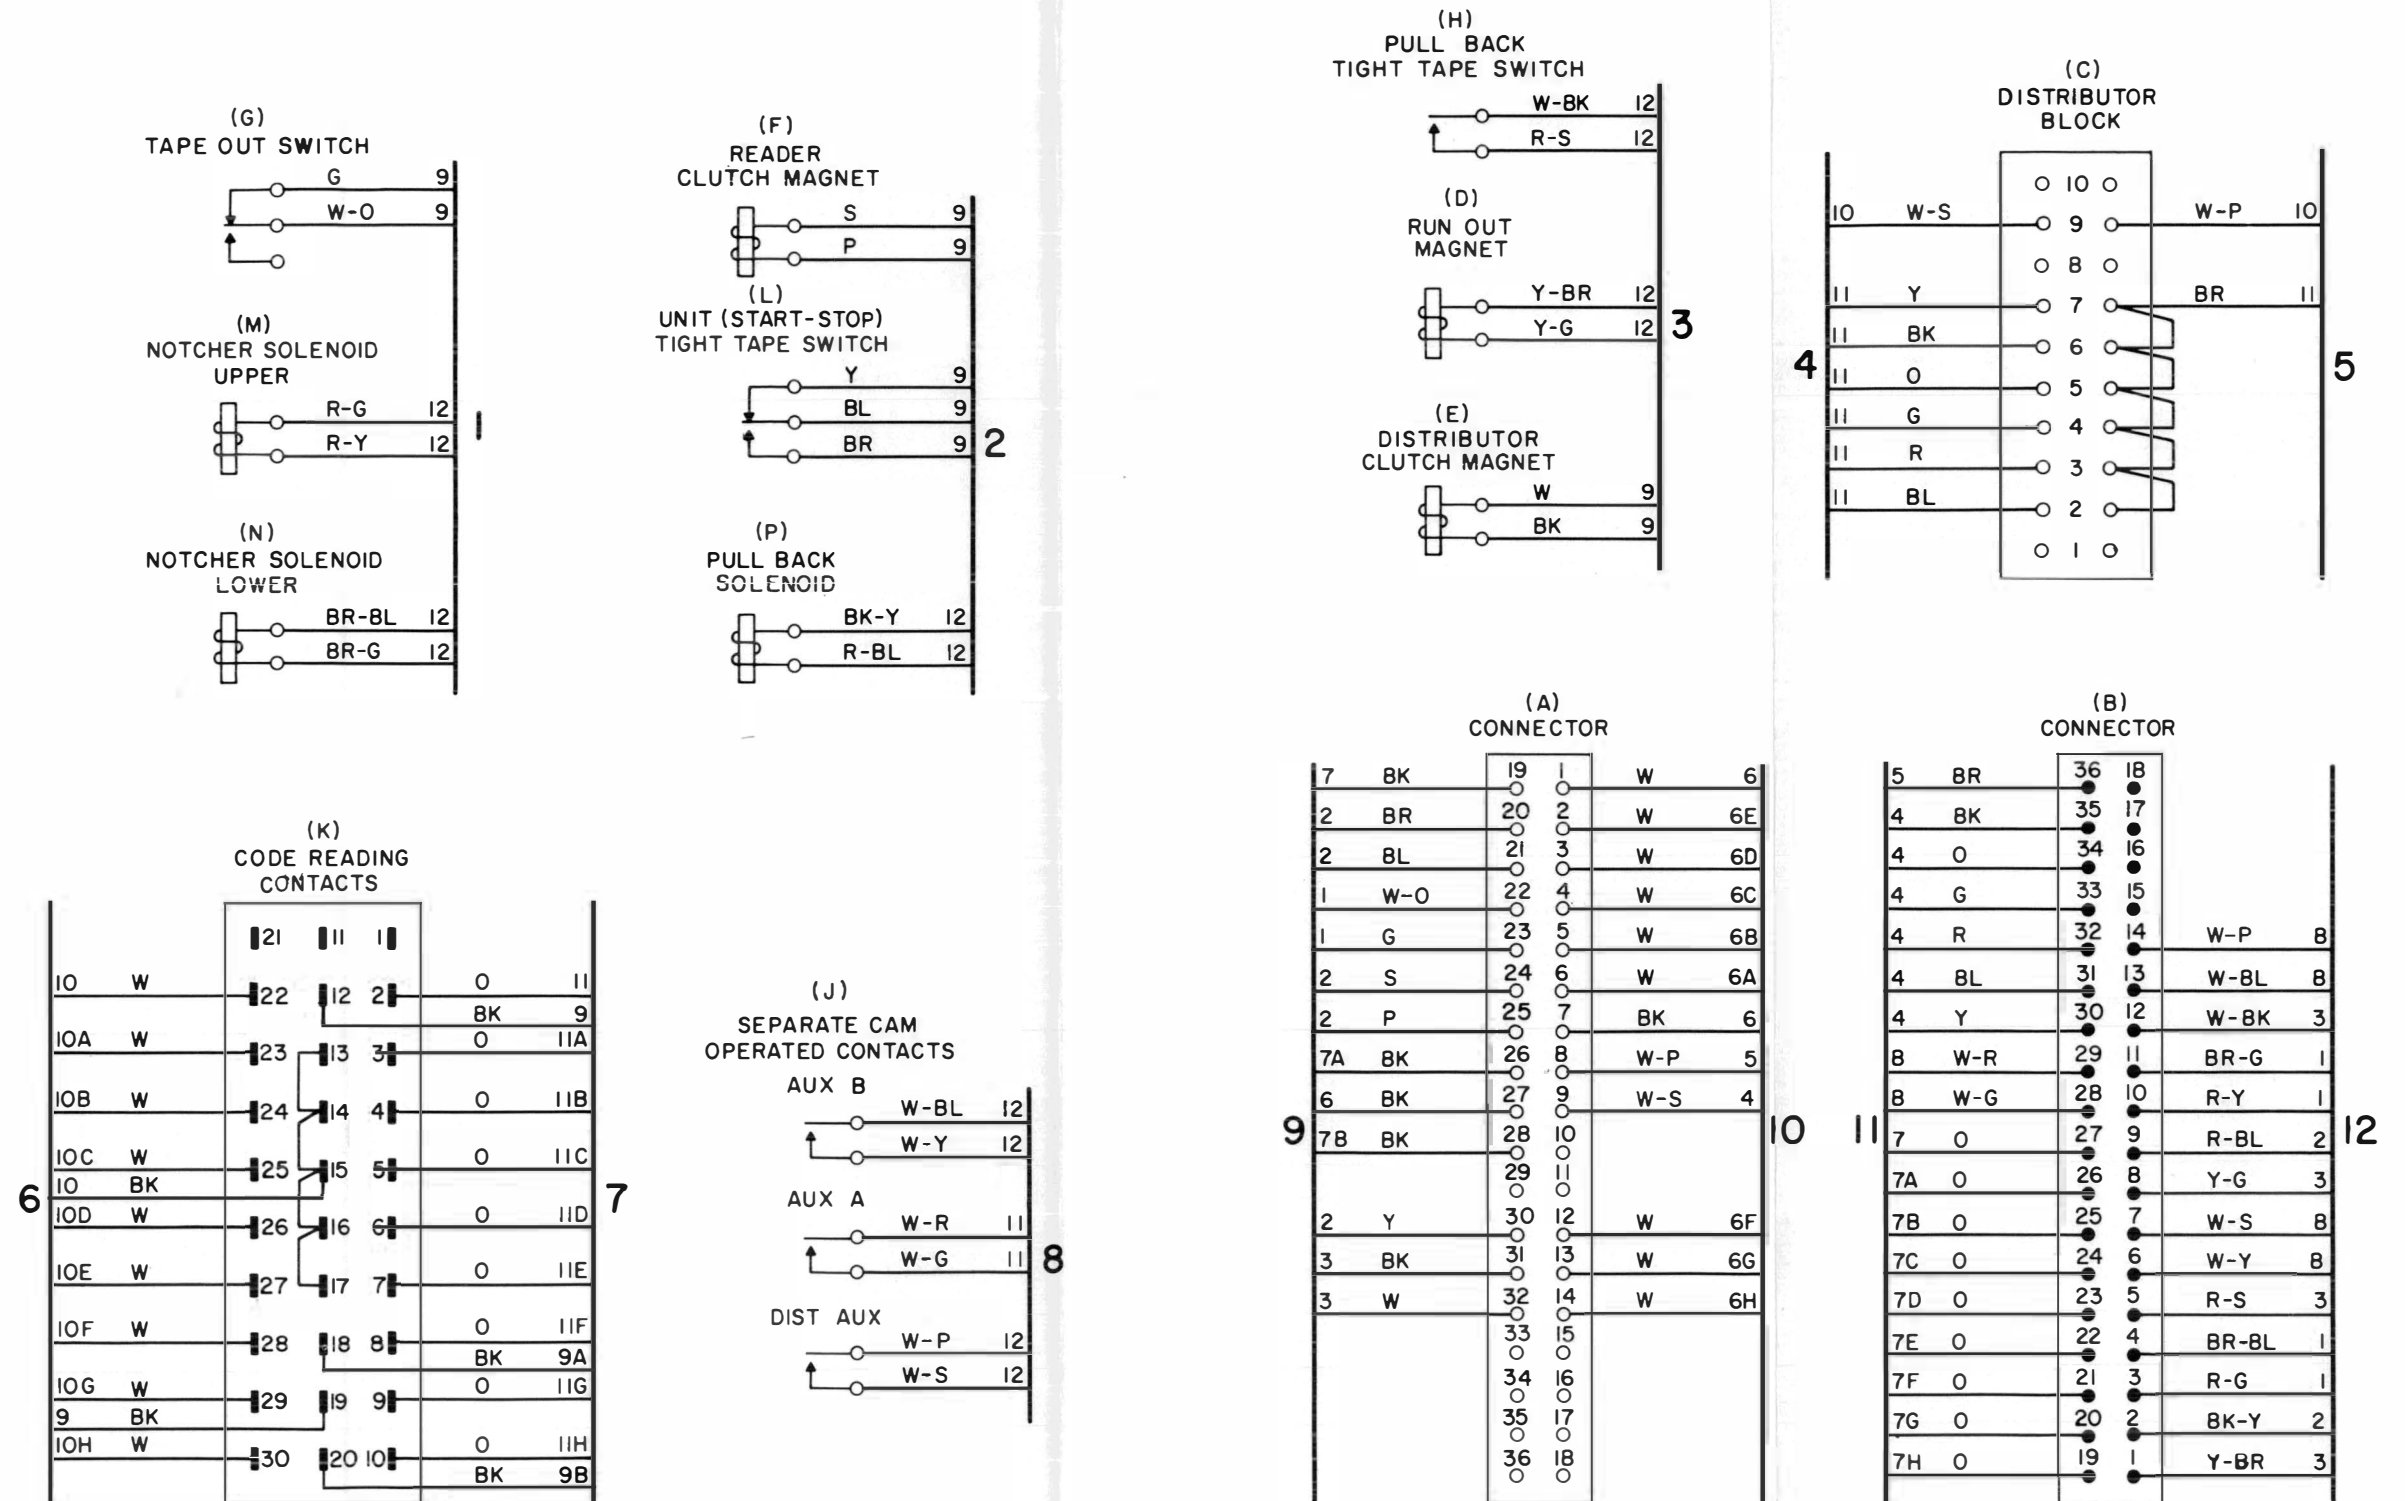 (G)
TAPE OUT SWITCH
G 9
W-O 9
(M)
NOTCHER SOLENOID
UPPER
R-G 12
R-Y 12
1
(N)
NOTCHER SOLENOID
LOWER
BR-BL 12
BR-G 12
(F)
READER
CLUTCH MAGNET
S 9
P 9
(L)
UNIT (START-STOP)
TIGHT TAPE SWITCH
Y 9
BL 9
BR 9
2
(P)
PULL BACK
SOLENOID
BK-Y 12
R-BL 12
(H)
PULL BACK
TIGHT TAPE SWITCH
W-BK 12
R-S 12
(D)
RUN OUT
MAGNET
Y-BR 12
Y-G 12
3
(E)
DISTRIBUTOR
CLUTCH MAGNET
W 9
BK 9
(C)
DISTRIBUTOR
BLOCK
10
10 W-S 9 W-P 10
8
11 Y 7 BR 11
11 BK 6
4 5
11 O 5
11 G 4
11 R 3
11 BL 2
1
(K)
CODE READING
CONTACTS
21 11 1
10 W 22 12 2 O 11
BK 9
10A W 23 13 3 O 11A
10B W 24 14 4 O 11B
10C W 25 15 5 O 11C
10 BK
6 7
10D W 26 16 6 O 11D
10E W 27 17 7 O 11E
10F W 28 18 8 O 11F
BK 9A
10G W 29 19 9 O 11G
9 BK
10H W 30 20 10 O 11H
BK 9B
(J)
SEPARATE CAM
OPERATED CONTACTS
AUX B
W-BL 12
W-Y 12
AUX A
W-R 11
W-G 11
8
DIST AUX
W-P 12
W-S 12
(A)
CONNECTOR
7 BK 19 1 W 6
2 BR 20 2 W 6E
2 BL 21 3 W 6D
1 W-O 22 4 W 6C
1 G 23 5 W 6B
2 S 24 6 W 6A
2 P 25 7 BK 6
7A BK 26 8 W-P 5
6 BK 27 9 W-S 4
9 10
7B BK 28 10
29 11
2 Y 30 12 W 6F
3 BK 31 13 W 6G
3 W 32 14 W 6H
33 15
34 16
35 17
36 18
(B)
CONNECTOR
5 BR 36 18
4 BK 35 17
4 O 34 16
4 G 33 15
4 R 32 14 W-P 8
4 BL 31 13 W-BL 8
4 Y 30 12 W-BK 3
8 W-R 29 11 BR-G 1
8 W-G 28 10 R-Y 1
11 12
7 O 27 9 R-BL 2
7A O 26 8 Y-G 3
7B O 25 7 W-S 8
7C O 24 6 W-Y 8
7D O 23 5 R-S 3
7E O 22 4 BR-BL 1
7F O 21 3 R-G 1
7G O 20 2 BK-Y 2
7H O 19 1 Y-BR 3